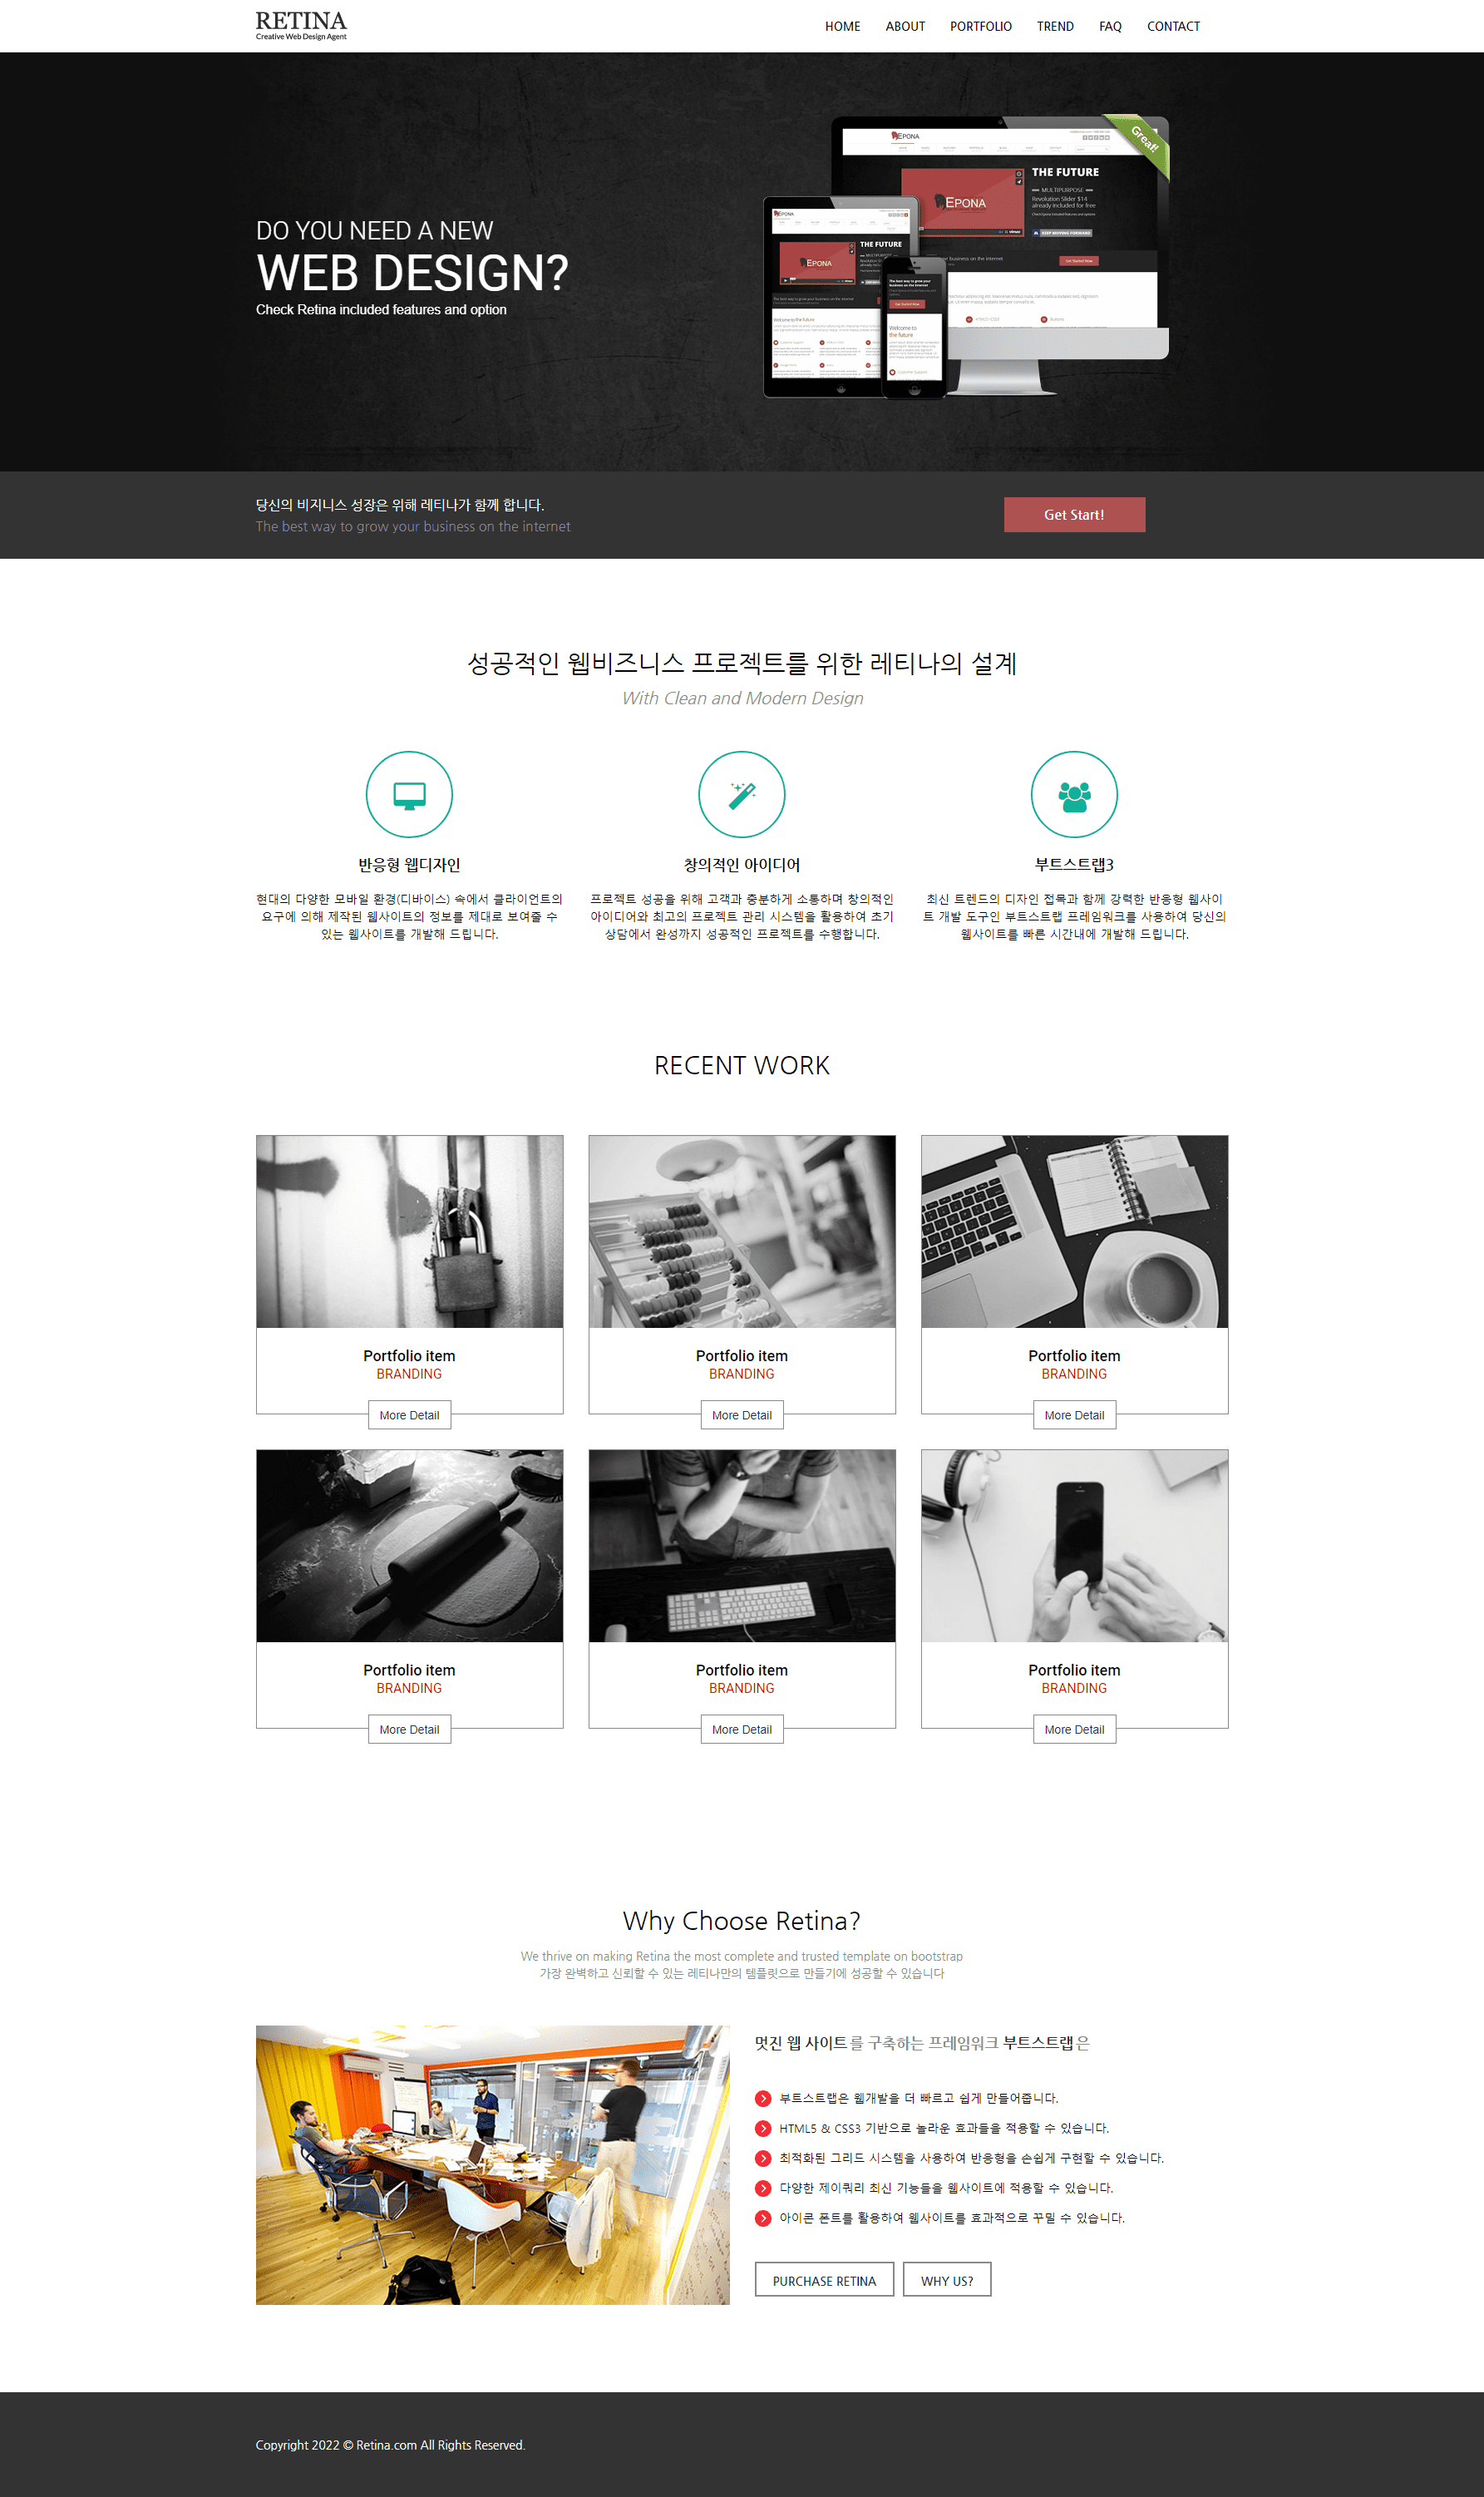 RETINA
Creative Web Design Agent
HOME ABOUT PORTFOLIO TREND FAQ CONTACT
DO YOU NEED A NEW
WEB DESIGN?
Check Retina included features and option
Great!
EPONA
THE FUTURE
MULTIPURPOSE
Revolution Slider $14
already included for free
KEEP MOVING FORWARD
EPONA
THE FUTURE
MULTIPURPOSE
EPONA
Welcome to the future
Welcome to
the future
당신의 비지니스 성장은 위해 레티나가 함께 합니다.
The best way to grow your business on the internet
Get Start!
성공적인 웹비즈니스 프로젝트를 위한 레티나의 설계
With Clean and Modern Design
반응형 웹디자인
현대의 다양한 모바일 환경(디바이스) 속에서 클라이언트의
요구에 의해 제작된 웹사이트의 정보를 제대로 보여줄 수
있는 웹사이트를 개발해 드립니다.
창의적인 아이디어
프로젝트 성공을 위해 고객과 충분하게 소통하며 창의적인
아이디어와 최고의 프로젝트 관리 시스템을 활용하여 초기
상담에서 완성까지 성공적인 프로젝트를 수행합니다.
부트스트랩3
최신 트렌드의 디자인 접목과 함께 강력한 반응형 웹사이
트 개발 도구인 부트스트랩 프레임워크를 사용하여 당신의
웹사이트를 빠른 시간내에 개발해 드립니다.
RECENT WORK
Portfolio item
BRANDING
More Detail
Portfolio item
BRANDING
More Detail
Portfolio item
BRANDING
More Detail
Portfolio item
BRANDING
More Detail
Portfolio item
BRANDING
More Detail
Portfolio item
BRANDING
More Detail
Why Choose Retina?
We thrive on making Retina the most complete and trusted template on bootstrap
가장 완벽하고 신뢰할 수 있는 레티나만의 템플릿으로 만들기에 성공할 수 있습니다
멋진 웹 사이트 를 구축하는 프레임워크 부트스트랩 은
부트스트랩은 웹개발을 더 빠르고 쉽게 만들어줍니다.
HTML5 & CSS3 기반으로 놀라운 효과들을 적용할 수 있습니다.
최적화된 그리드 시스템을 사용하여 반응형을 손쉽게 구현할 수 있습니다.
다양한 제이쿼리 최신 기능들을 웹사이트에 적용할 수 있습니다.
아이콘 폰트를 활용하여 웹사이트를 효과적으로 꾸밀 수 있습니다.
PURCHASE RETINA WHY US?
Copyright 2022 © Retina.com All Rights Reserved.